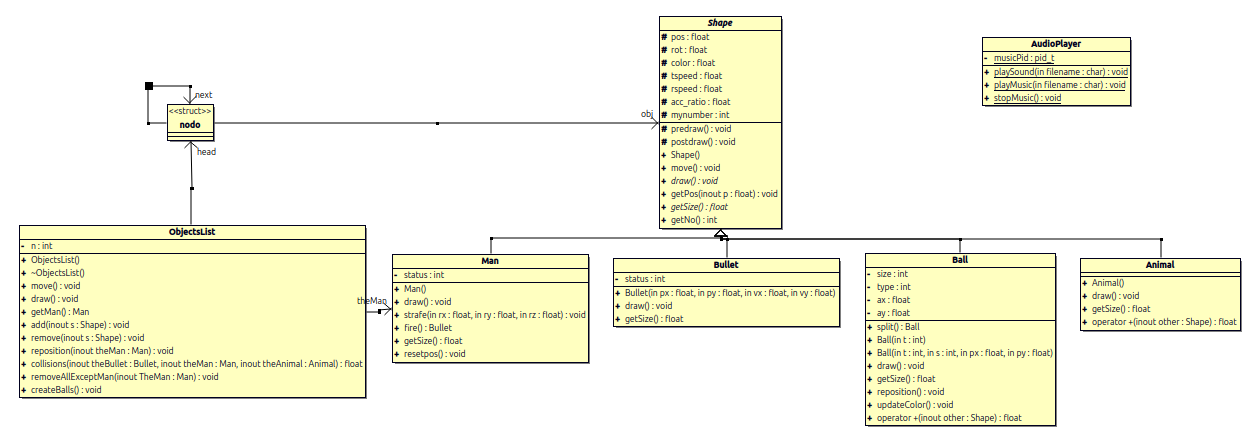 Shape
# pos : float
# rot : float
# color : float
# tspeed : float
# rspeed : float
# acc_ratio : float
# mynumber : int
# predraw() : void
# postdraw() : void
+ Shape()
+ move() : void
+ draw() : void
+ getPos(inout p : float) : void
+ getSize() : float
+ getNo() : int
AudioPlayer
- musicPid : pid_t
+ playSound(in filename : char) : void
+ playMusic(in filename : char) : void
+ stopMusic() : void
next
<<struct>>
nodo
obj
head
ObjectsList
- n : int
+ ObjectsList()
+ ~ObjectsList()
+ move() : void
+ draw() : void
+ getMan() : Man
+ add(inout s : Shape) : void
+ remove(inout s : Shape) : void
+ reposition(inout theMan : Man) : void
+ collisions(inout theBullet : Bullet, inout theMan : Man, inout theAnimal : Animal) : float
+ removeAllExceptMan(inout TheMan : Man) : void
+ createBalls() : void
theMan
Man
- status : int
+ Man()
+ draw() : void
+ strafe(in rx : float, in ry : float, in rz : float) : void
+ fire() : Bullet
+ getSize() : float
+ resetpos() : void
Bullet
- status : int
+ Bullet(in px : float, in py : float, in vx : float, in vy : float)
+ draw() : void
+ getSize() : float
Ball
- size : int
- type : int
- ax : float
- ay : float
+ split() : Ball
+ Ball(in t : int)
+ Ball(in t : int, in s : int, in px : float, in py : float)
+ draw() : void
+ getSize() : float
+ reposition() : void
+ updateColor() : void
+ operator +(inout other : Shape) : float
Animal
+ Animal()
+ draw() : void
+ getSize() : float
+ operator +(inout other : Shape) : float